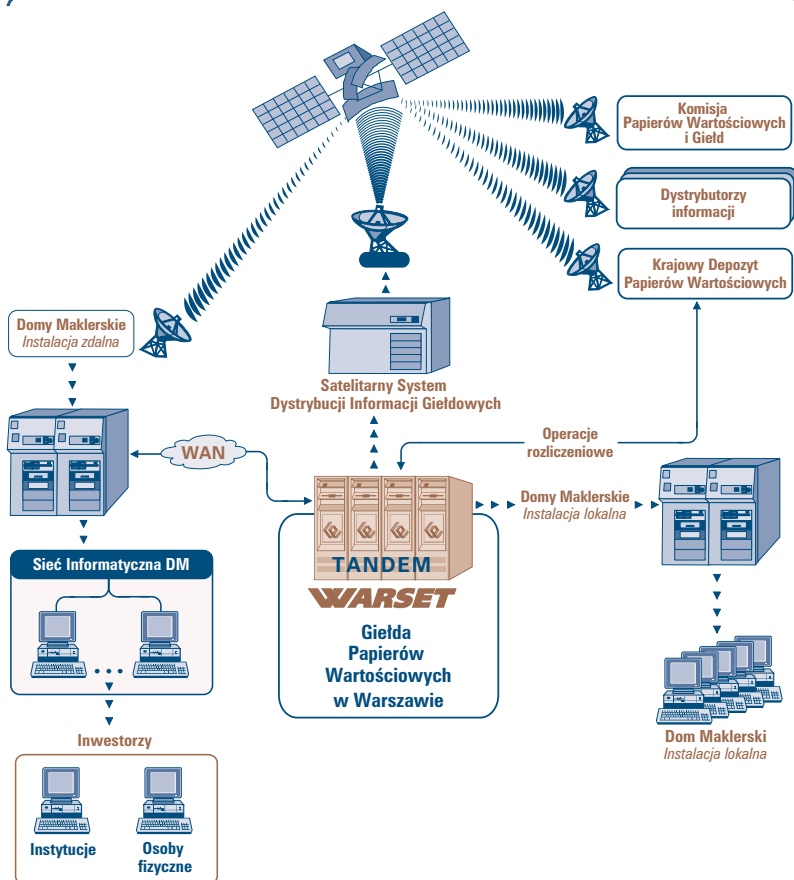 Komisja
Papierów Wartościowych
i Giełd
Dystrybutorzy
informacji
Krajowy Depozyt
Papierów Wartościowych
Domy Maklerskie
Instalacja zdalna
Satelitarny System
Dystrybucji Informacji Giełdowych
WAN
Operacje
rozliczeniowe
Domy Maklerskie
Instalacja lokalna
TANDEM
WARSET
Sieć Informatyczna DM
Giełda
Papierów
Wartościowych
w Warszawie
Inwestorzy
Dom Maklerski
Instalacja lokalna
Instytucje
Osoby
fizyczne